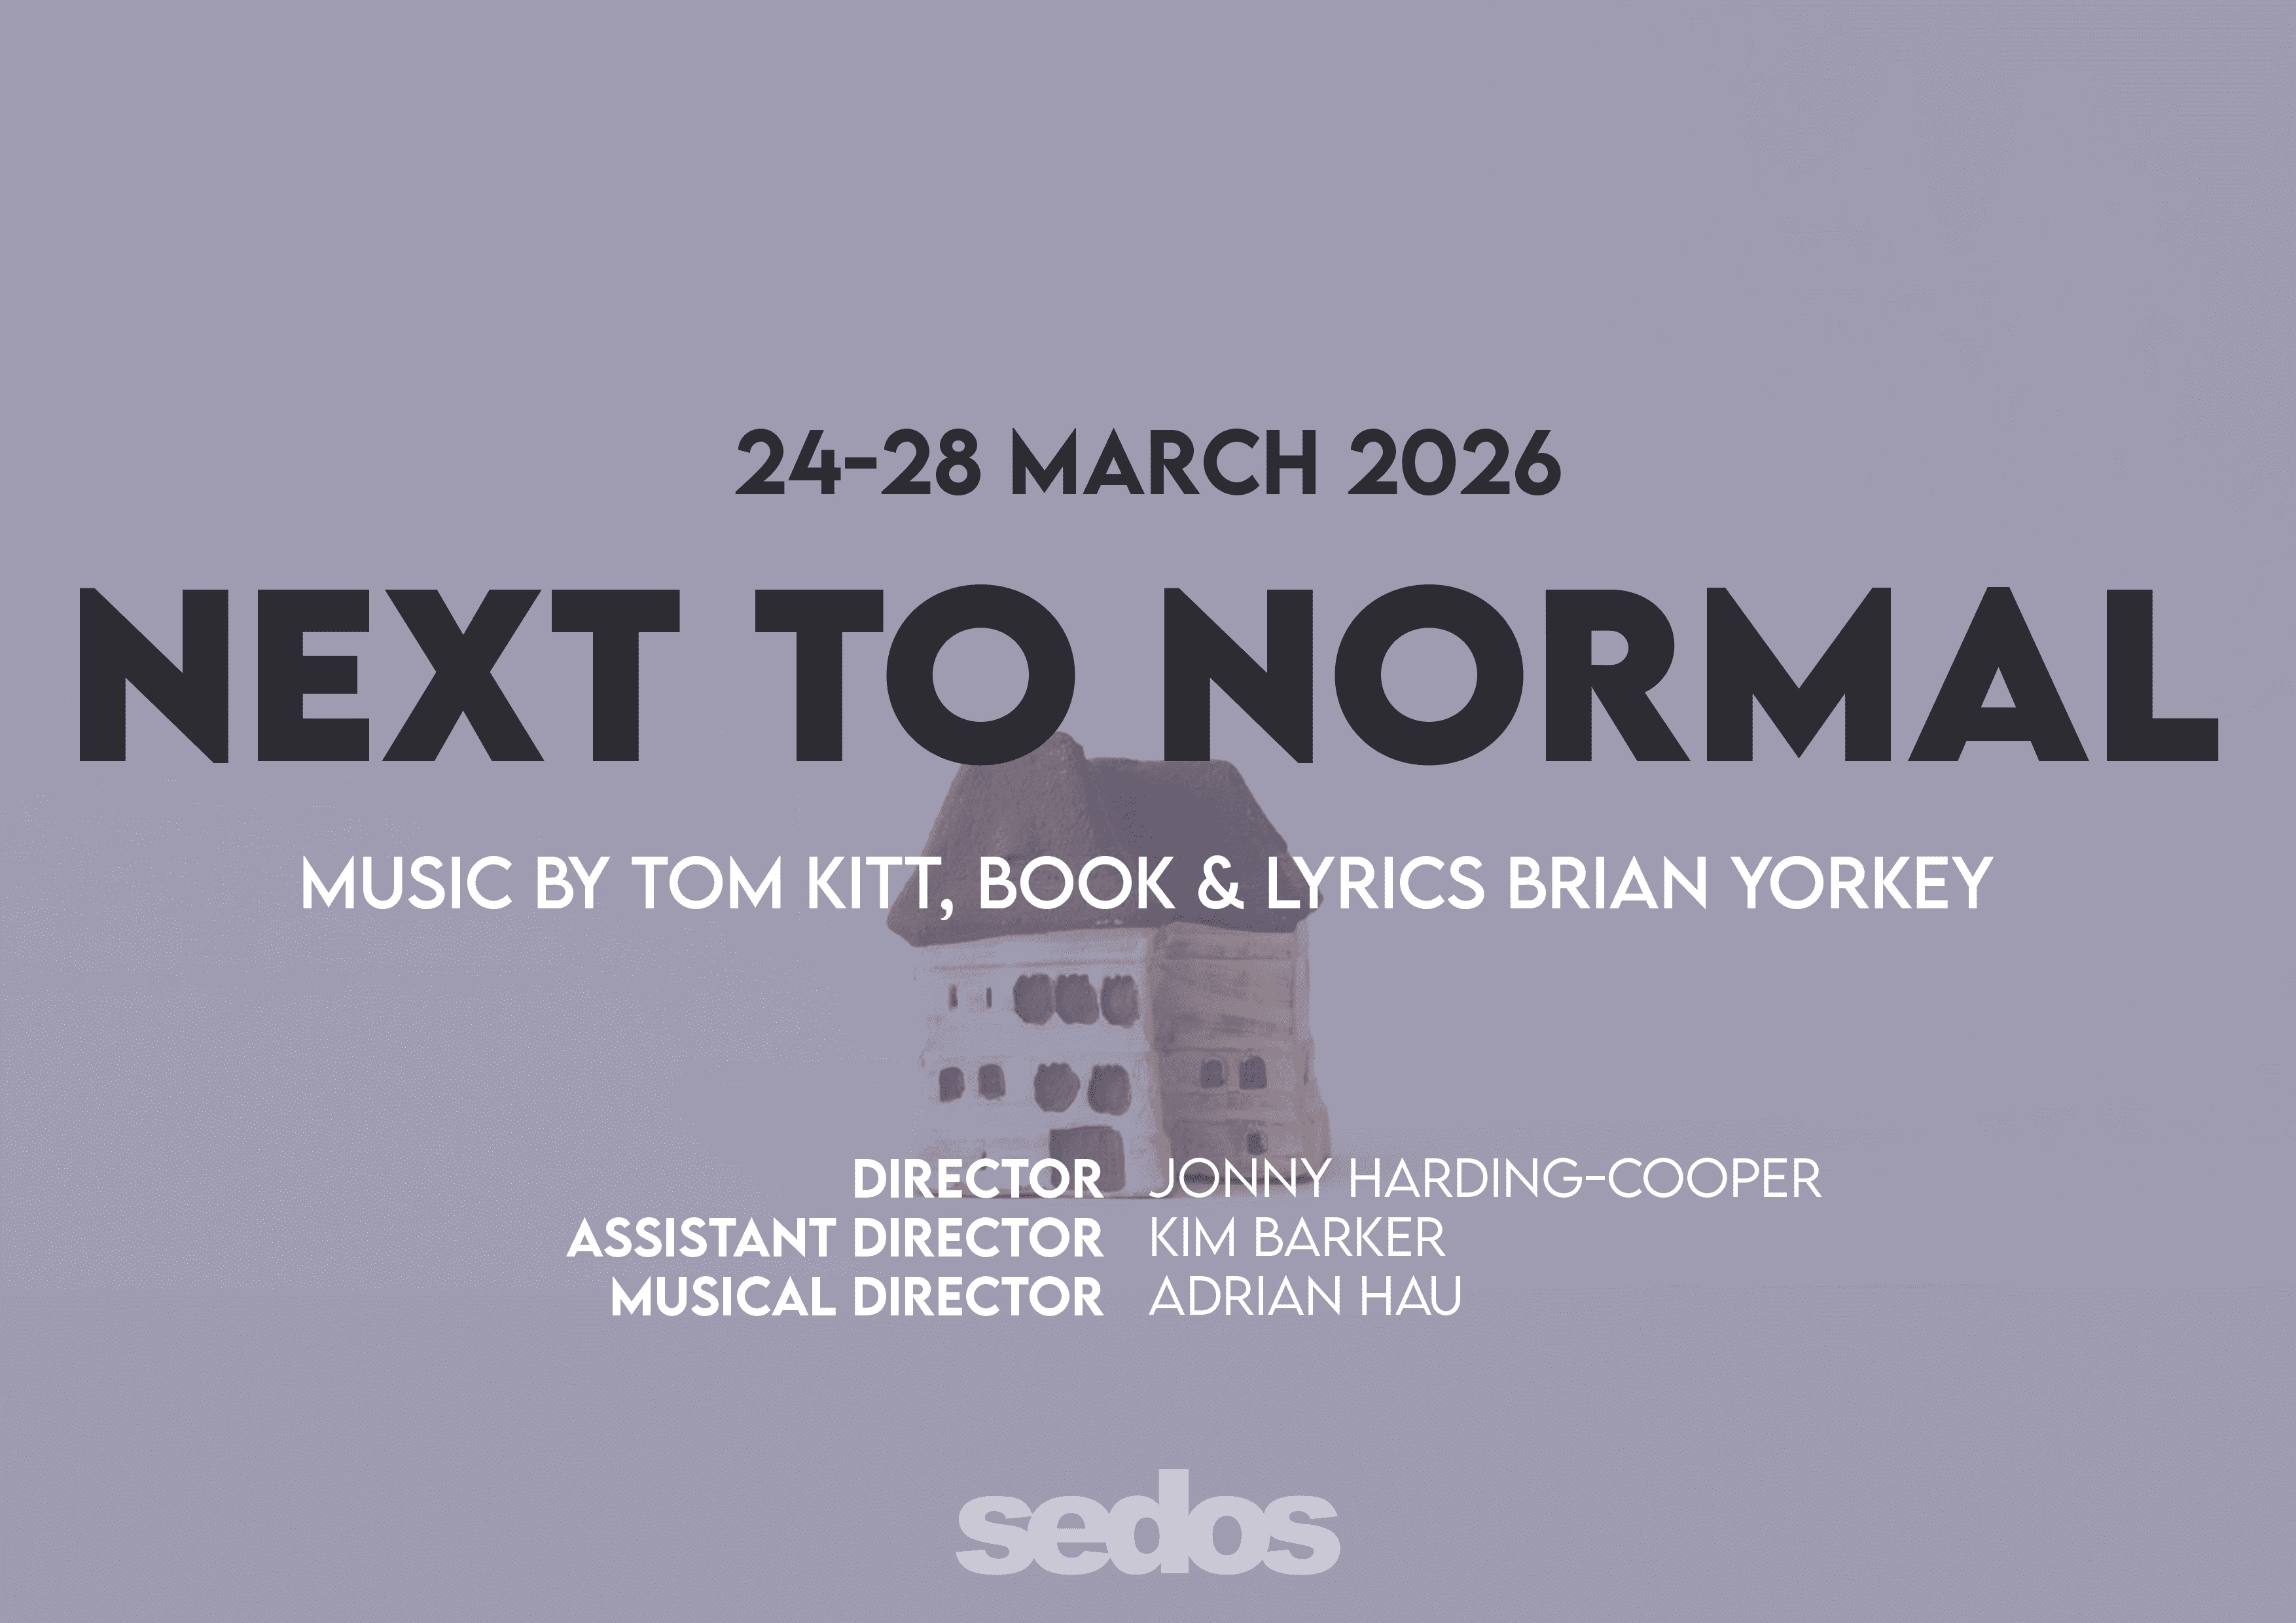 24-28 MARCH 2026
NEXT TO NORMAL
MUSIC BY TOM KITT, BOOK & LYRICS BRIAN YORKEY
DIRECTOR JONNY HARDING-COOPER
ASSISTANT DIRECTOR KIM BARKER
MUSICAL DIRECTOR ADRIAN HAU
sedos